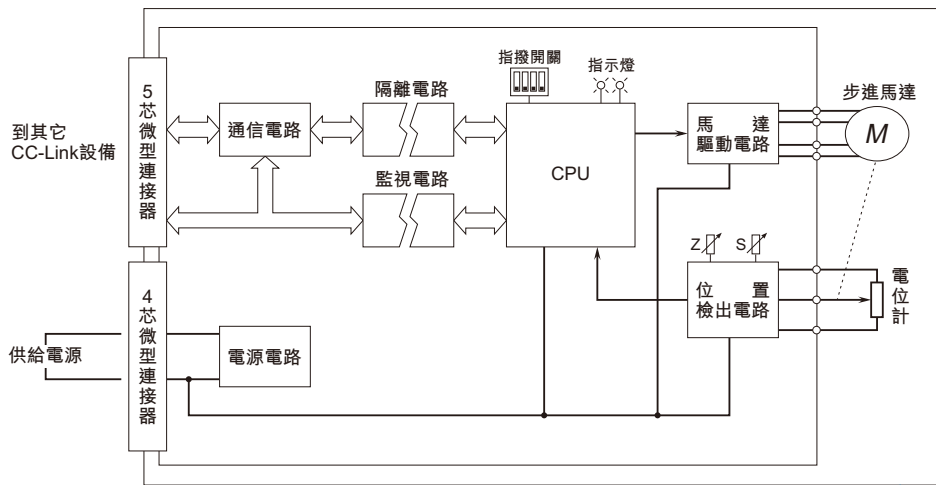 指撥開關
指示燈
隔離電路
步進馬達
5芯微型連接器
到其它
CC-Link設備
通信電路
CPU
馬達
驅動電路
M
監視電路
Z
S
4芯微型連接器
位置
檢出電路
電位計
供給電源
電源電路